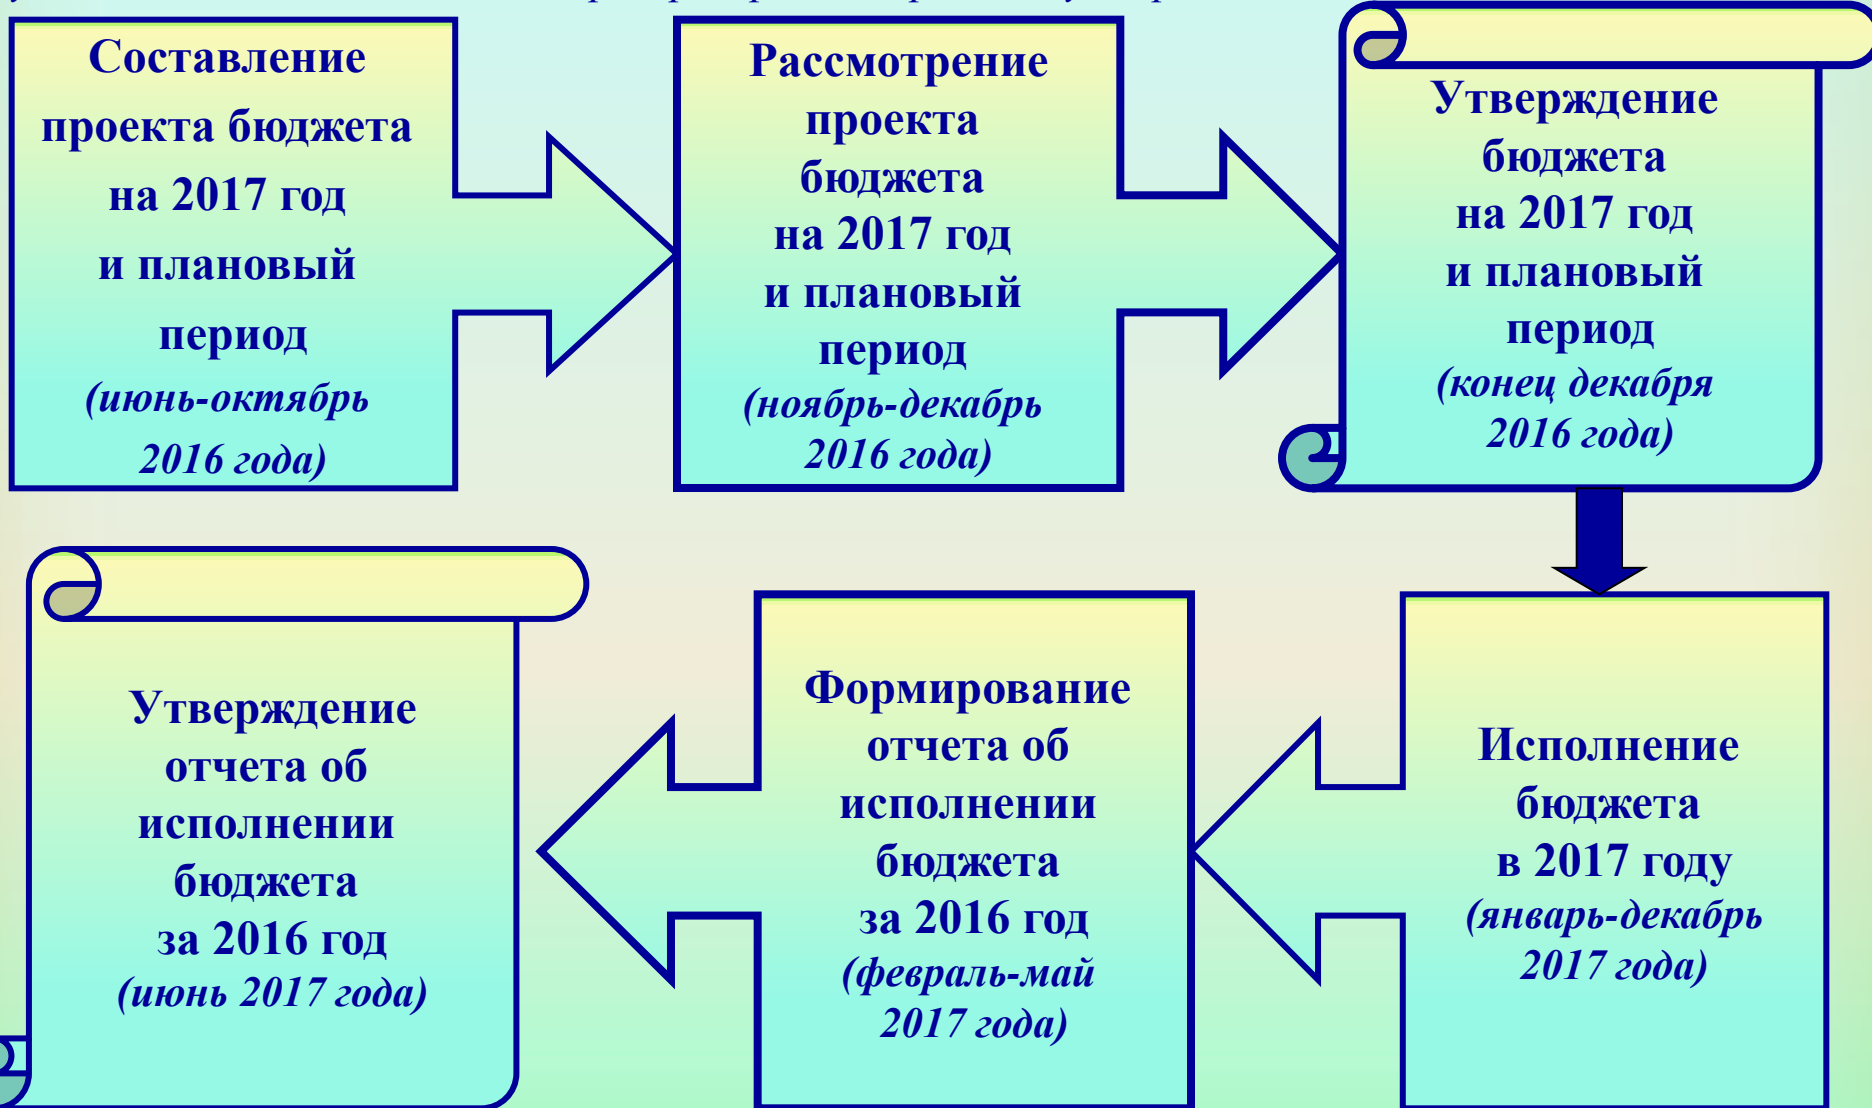 Составление
проекта бюджета
на 2017 год
и плановый
период
(июнь-октябрь
2016 года)
Рассмотрение
проекта
бюджета
на 2017 год
и плановый
период
(ноябрь-декабрь
2016 года)
Утверждение
бюджета
на 2017 год
и плановый
период
(конец декабря
2016 года)
Исполнение
бюджета
в 2017 году
(январь-декабрь
2017 года)
Формирование
отчета об
исполнении
бюджета
за 2016 год
(февраль-май
2017 года)
Утверждение
отчета об
исполнении
бюджета
за 2016 год
(июнь 2017 года)